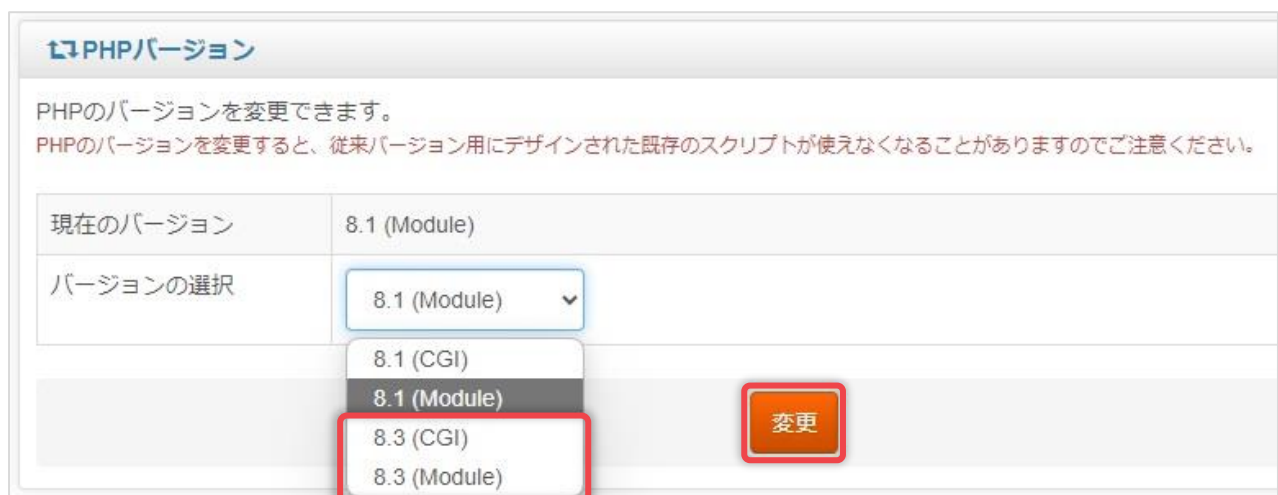 PHPバージョン
PHPのバージョンを変更できます。
PHPのバージョンを変更すると、従来バージョン用にデザインされた既存のスクリプトが使えなくなることがありますのでご注意ください。
現在のバージョン 8.1 (Module)
バージョンの選択 8.1 (Module)
8.1 (CGI)
8.1 (Module)
8.3 (CGI)
8.3 (Module)
変更